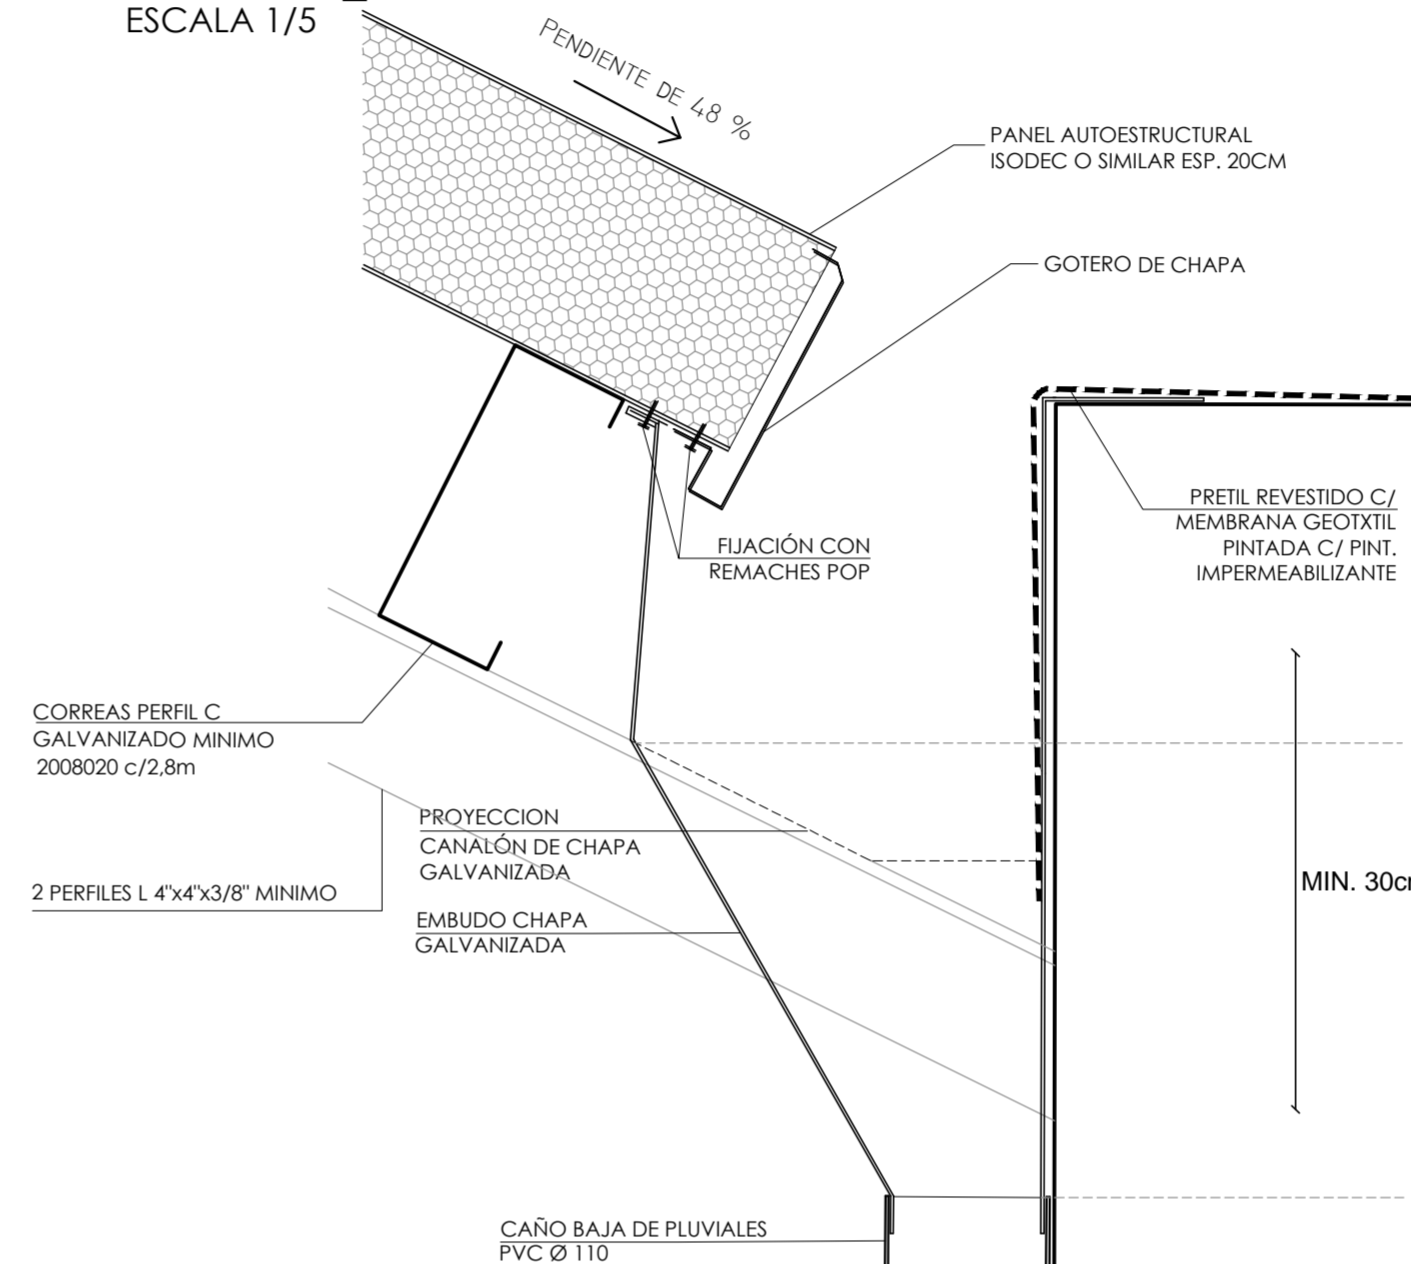 ESCALA 1/5
PENDIENTE DE 48 %
PANEL AUTOESTRUCTURAL
ISODEC O SIMILAR ESP. 20CM
GOTERO DE CHAPA
PRETIL REVESTIDO C/
MEMBRANA GEOTXTIL
PINTADA C/ PINT.
IMPERMEABILIZANTE
FIJACIÓN CON
REMACHES POP
CORREAS PERFIL C
GALVANIZADO MINIMO
2008020 c/2,8m
PROYECCION
CANALÓN DE CHAPA
GALVANIZADA
2 PERFILES L 4"x4"x3/8" MINIMO
MIN. 30cm
EMBUDO CHAPA
GALVANIZADA
CAÑO BAJA DE PLUVIALES
PVC Ø 110